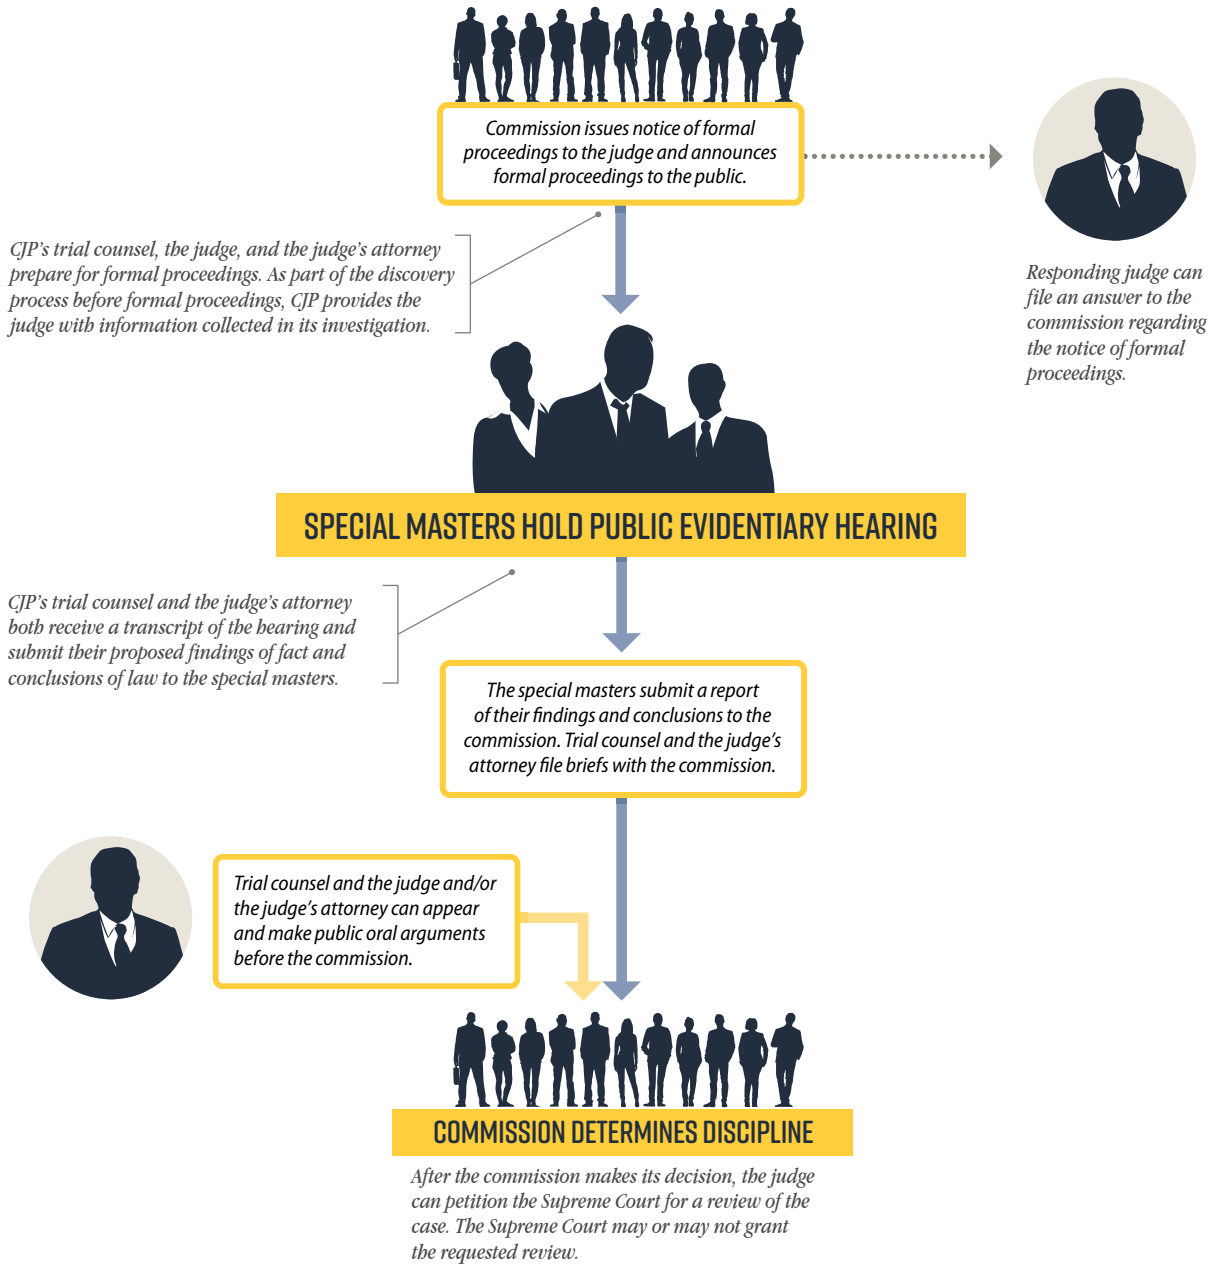 Commission issues notice of formal
proceedings to the judge and announces
formal proceedings to the public.
CJP’s trial counsel, the judge, and the judge’s attorney
prepare for formal proceedings. As part of the discovery
process before formal proceedings, CJP provides the
judge with information collected in its investigation.
Responding judge can
file an answer to the
commission regarding
the notice of formal
proceedings.
SPECIAL MASTERS HOLD PUBLIC EVIDENTIARY HEARING
CJP’s trial counsel and the judge’s attorney
both receive a transcript of the hearing and
submit their proposed findings of fact and
conclusions of law to the special masters.
The special masters submit a report
of their findings and conclusions to the
commission. Trial counsel and the judge’s
attorney file briefs with the commission.
Trial counsel and the judge and/or
the judge’s attorney can appear
and make public oral arguments
before the commission.
COMMISSION DETERMINES DISCIPLINE
After the commission makes its decision, the judge
can petition the Supreme Court for a review of the
case. The Supreme Court may or may not grant
the requested review.